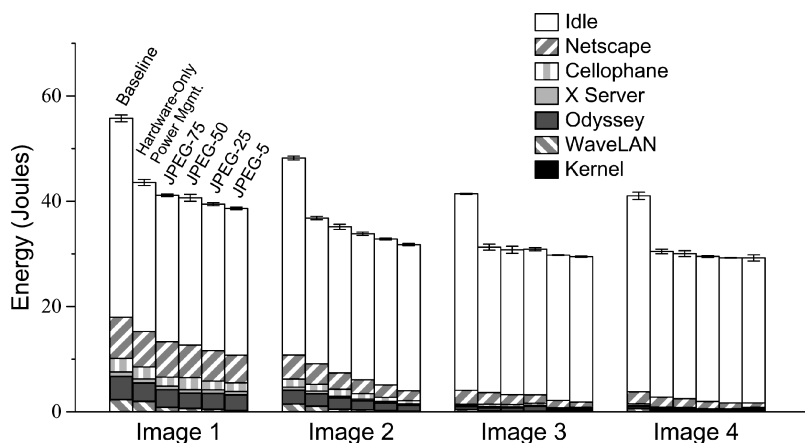 Idle
Netscape
Cellophane
X Server
Odyssey
WaveLAN
Kernel
Energy (Joules)
60
40
20
0
Baseline
Hardware-Only
Power Mgmt.
JPEG-75
JPEG-50
JPEG-25
JPEG-5
Image 1
Image 2
Image 3
Image 4